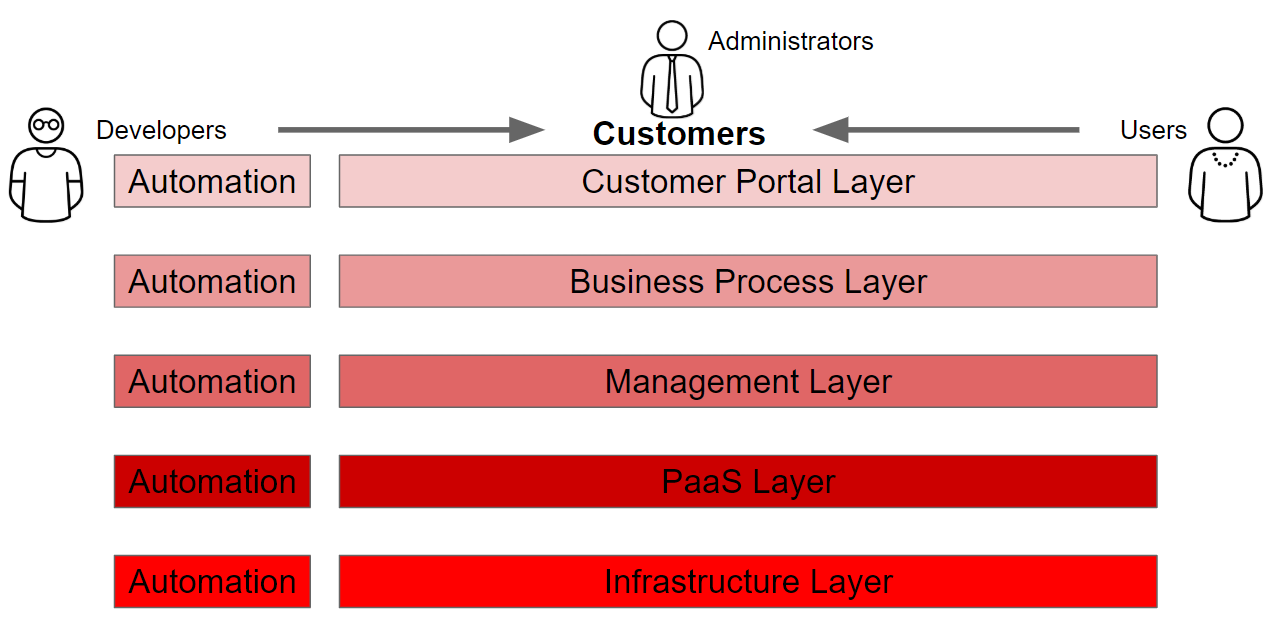 Administrators
Developers
Customers
Users
Automation
Customer Portal Layer
Automation
Business Process Layer
Automation
Management Layer
Automation
PaaS Layer
Automation
Infrastructure Layer